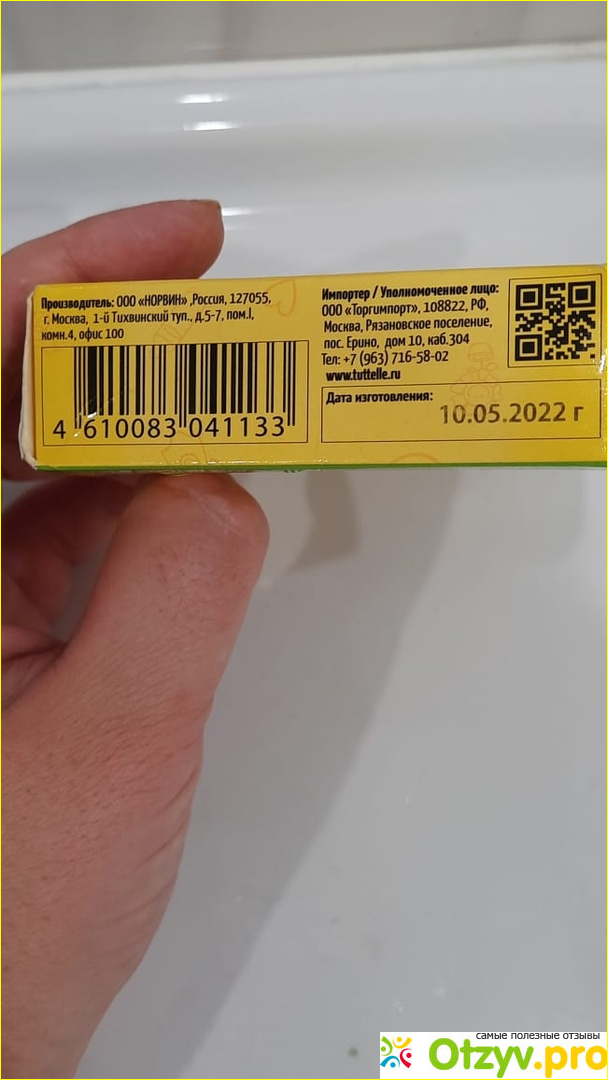 Производитель: ООО «НОРВИН» ,Россия, 127055,
г. Москва, 1-й Тихвинский туп., д.5-7, пом.I,
комн.4, офис 100
4 610083 041133
Импортер / Уполномоченное лицо:
ООО «Торгимпорт», 108822, РФ,
Москва, Рязановское поселение,
пос. Ерино, дом 10, каб.304
Тел: +7 (963) 716-58-02
www.tuttelle.ru
Дата изготовления:
10.05.2022 г
самые полезные отзывы
Otzyv.pro